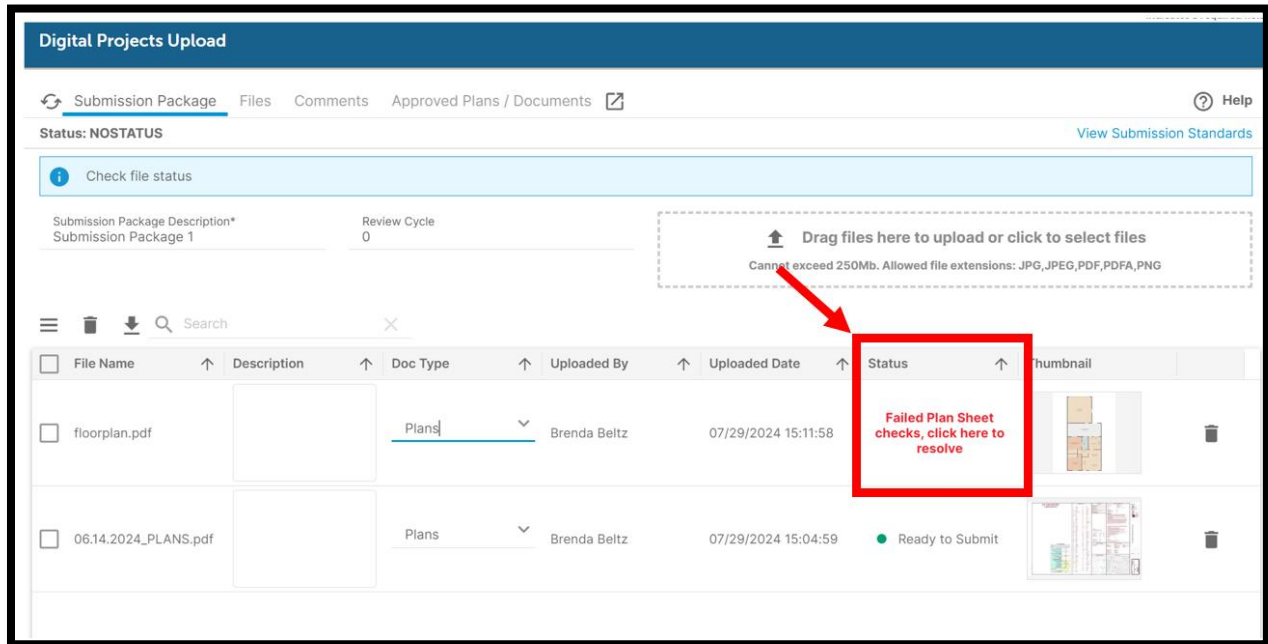 Digital Projects Upload
Submission Package Files Comments Approved Plans / Documents Help
Status: NOSTATUS View Submission Standards
Check file status
Submission Package Description* Review Cycle
Submission Package 1 0
Drag files here to upload or click to select files
Cannot exceed 250Mb. Allowed file extensions: JPG,JPEG,PDF,PDFA,PNG
Search
File Name Description Doc Type Uploaded By Uploaded Date Status Thumbnail
floorplan.pdf Plans Brenda Beltz 07/29/2024 15:11:58 Failed Plan Sheet
checks, click here to
resolve
06.14.2024_PLANS.pdf Plans Brenda Beltz 07/29/2024 15:04:59 Ready to Submit